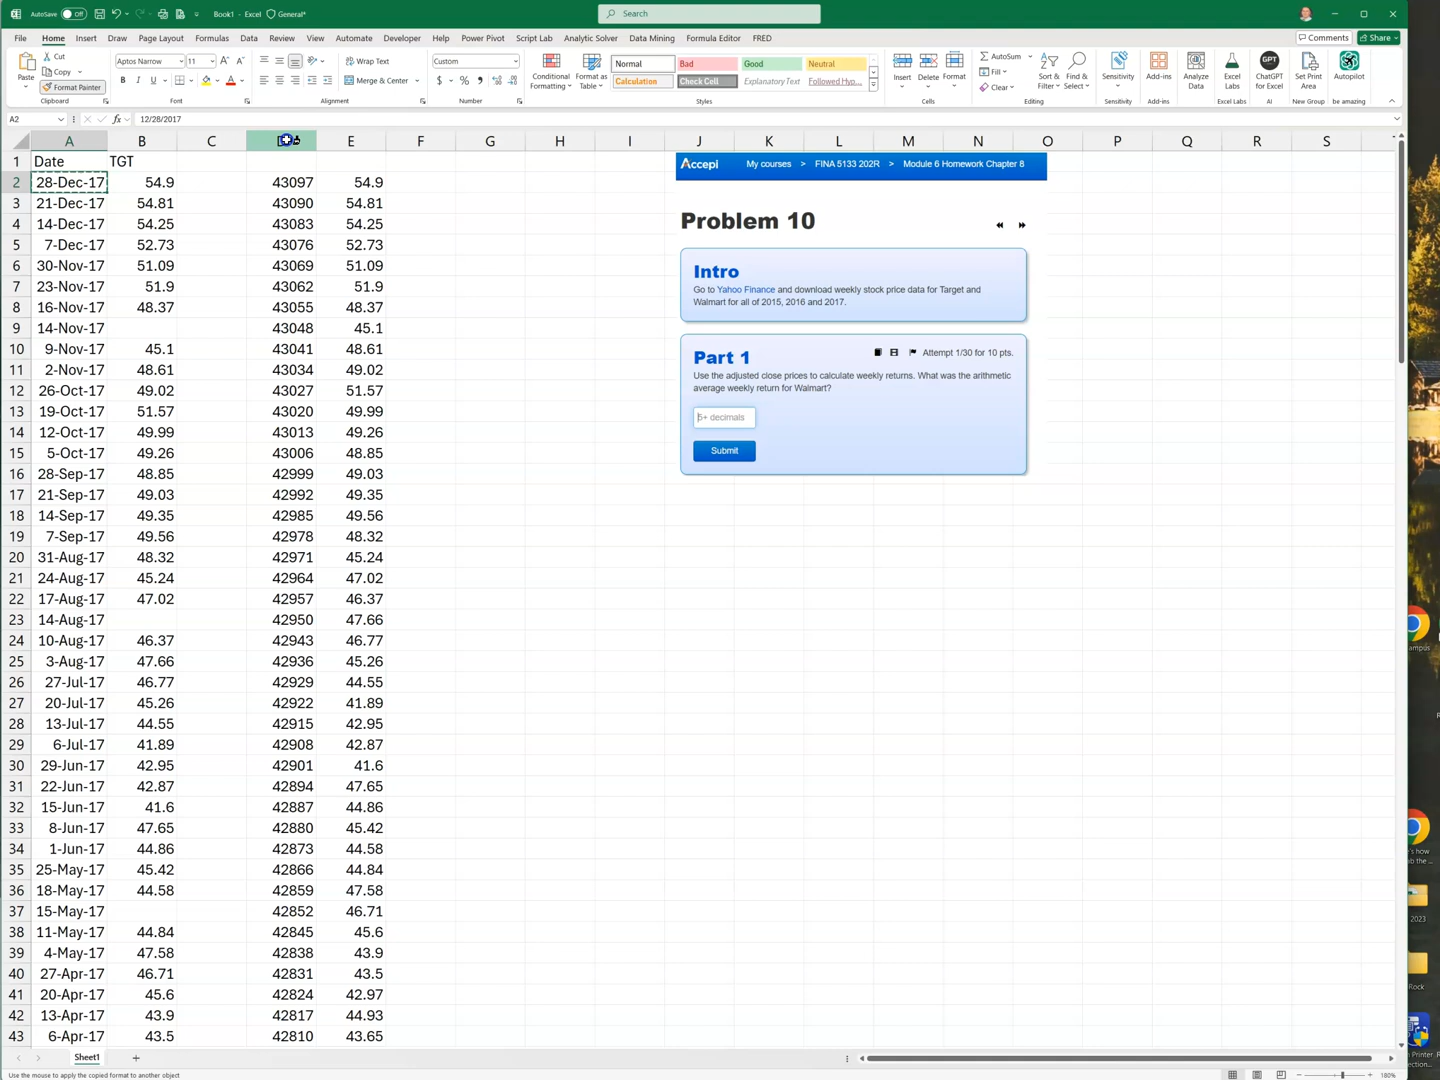 AutoSave Off Book1 - Excel General* Search
File Home Insert Draw Page Layout Formulas Data Review View Automate Developer Help Power Pivot Script Lab Analytic Solver Data Mining Formula Editor FRED Comments Share
Paste Cut Copy Format Painter Clipboard
Aptos Narrow 11 A A B I U A Font
Wrap Text Merge & Center Alignment
Custom $ % 9 Number
Conditional Formatting Format as Table Normal Bad Good Neutral Calculation Check Cell Explanatory Text Followed Hyp... Styles
Insert Delete Format Cells
AutoSum Fill Clear Sort & Filter Find & Select Editing
Sensitivity Sensitivity Add-ins Add-ins Analyze Data Excel Labs Excel Labs ChatGPT for Excel AI Set Print Area New Group Autopilot be amazing
A2 fx 12/28/2017
A B C E F G H I J K L M N O P Q R S
1 Date TGT
2 28-Dec-17 54.9 43097 54.9
3 21-Dec-17 54.81 43090 54.81
4 14-Dec-17 54.25 43083 54.25
5 7-Dec-17 52.73 43076 52.73
6 30-Nov-17 51.09 43069 51.09
7 23-Nov-17 51.9 43062 51.9
8 16-Nov-17 48.37 43055 48.37
9 14-Nov-17 43048 45.1
10 9-Nov-17 45.1 43041 48.61
11 2-Nov-17 48.61 43034 49.02
12 26-Oct-17 49.02 43027 51.57
13 19-Oct-17 51.57 43020 49.99
14 12-Oct-17 49.99 43013 49.26
15 5-Oct-17 49.26 43006 48.85
16 28-Sep-17 48.85 42999 49.03
17 21-Sep-17 49.03 42992 49.35
18 14-Sep-17 49.35 42985 49.56
19 7-Sep-17 49.56 42978 48.32
20 31-Aug-17 48.32 42971 45.24
21 24-Aug-17 45.24 42964 47.02
22 17-Aug-17 47.02 42957 46.37
23 14-Aug-17 42950 47.66
24 10-Aug-17 46.37 42943 46.77
25 3-Aug-17 47.66 42936 45.26
26 27-Jul-17 46.77 42929 44.55
27 20-Jul-17 45.26 42922 41.89
28 13-Jul-17 44.55 42915 42.95
29 6-Jul-17 41.89 42908 42.87
30 29-Jun-17 42.95 42901 41.6
31 22-Jun-17 42.87 42894 47.65
32 15-Jun-17 41.6 42887 44.86
33 8-Jun-17 47.65 42880 45.42
34 1-Jun-17 44.86 42873 44.58
35 25-May-17 45.42 42866 44.84
36 18-May-17 44.58 42859 47.58
37 15-May-17 42852 46.71
38 11-May-17 44.84 42845 45.6
39 4-May-17 47.58 42838 43.9
40 27-Apr-17 46.71 42831 43.5
41 20-Apr-17 45.6 42824 42.97
42 13-Apr-17 43.9 42817 44.93
43 6-Apr-17 43.5 42810 43.65
Accepi My courses > FINA 5133 202R > Module 6 Homework Chapter 8
Problem 10
Intro
Go to Yahoo Finance and download weekly stock price data for Target and
Walmart for all of 2015, 2016 and 2017.
Part 1 Attempt 1/30 for 10 pts.
Use the adjusted close prices to calculate weekly returns. What was the arithmetic
average weekly return for Walmart?
5+ decimals
Submit
2023
Rock
Sheet1
Use the mouse to apply the copied format to another object 180%